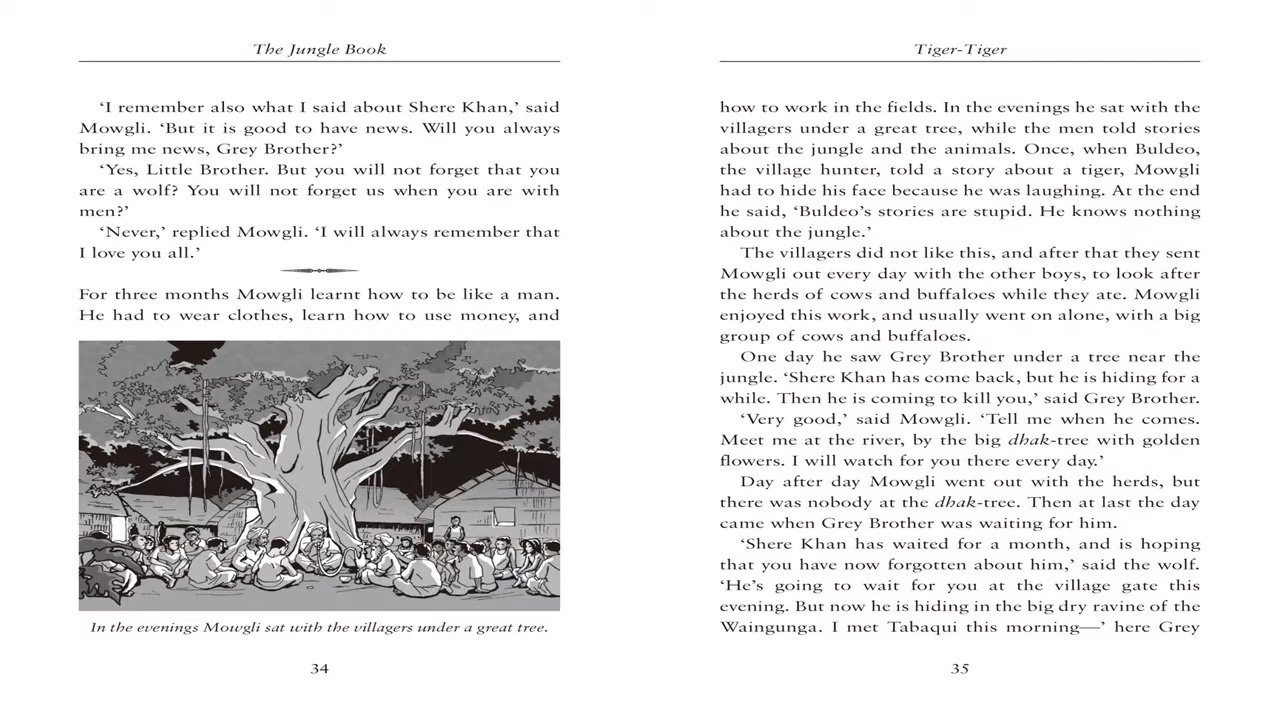 The Jungle Book
‘I remember also what I said about Shere Khan,’ said
Mowgli. ‘But it is good to have news. Will you always
bring me news, Grey Brother?’
‘Yes, Little Brother. But you will not forget that you
are a wolf? You will not forget us when you are with
men?’
‘Never,’ replied Mowgli. ‘I will always remember that
I love you all.’
For three months Mowgli learnt how to be like a man.
He had to wear clothes, learn how to use money, and
In the evenings Mowgli sat with the villagers under a great tree.
34
Tiger-Tiger
how to work in the fields. In the evenings he sat with the
villagers under a great tree, while the men told stories
about the jungle and the animals. Once, when Buldeo,
the village hunter, told a story about a tiger, Mowgli
had to hide his face because he was laughing. At the end
he said, ‘Buldeo’s stories are stupid. He knows nothing
about the jungle.’
The villagers did not like this, and after that they sent
Mowgli out every day with the other boys, to look after
the herds of cows and buffaloes while they ate. Mowgli
enjoyed this work, and usually went on alone, with a big
group of cows and buffaloes.
One day he saw Grey Brother under a tree near the
jungle. ‘Shere Khan has come back, but he is hiding for a
while. Then he is coming to kill you,’ said Grey Brother.
‘Very good,’ said Mowgli. ‘Tell me when he comes.
Meet me at the river, by the big dhak-tree with golden
flowers. I will watch for you there every day.’
Day after day Mowgli went out with the herds, but
there was nobody at the dhak-tree. Then at last the day
came when Grey Brother was waiting for him.
‘Shere Khan has waited for a month, and is hoping
that you have now forgotten about him,’ said the wolf.
‘He’s going to wait for you at the village gate this
evening. But now he is hiding in the big dry ravine of the
Waingunga. I met Tabaqui this morning—’ here Grey
35